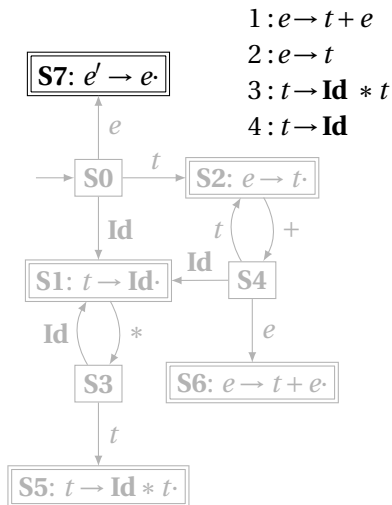 1 : e → t + e
2 : e → t
3 : t → Id ∗ t
4 : t → Id
S7: e′ → e·
e
S0
t
S2: e → t·
Id
t
+
S1: t → Id·
Id
S4
Id
∗
e
S3
S6: e → t + e·
t
S5: t → Id ∗ t·